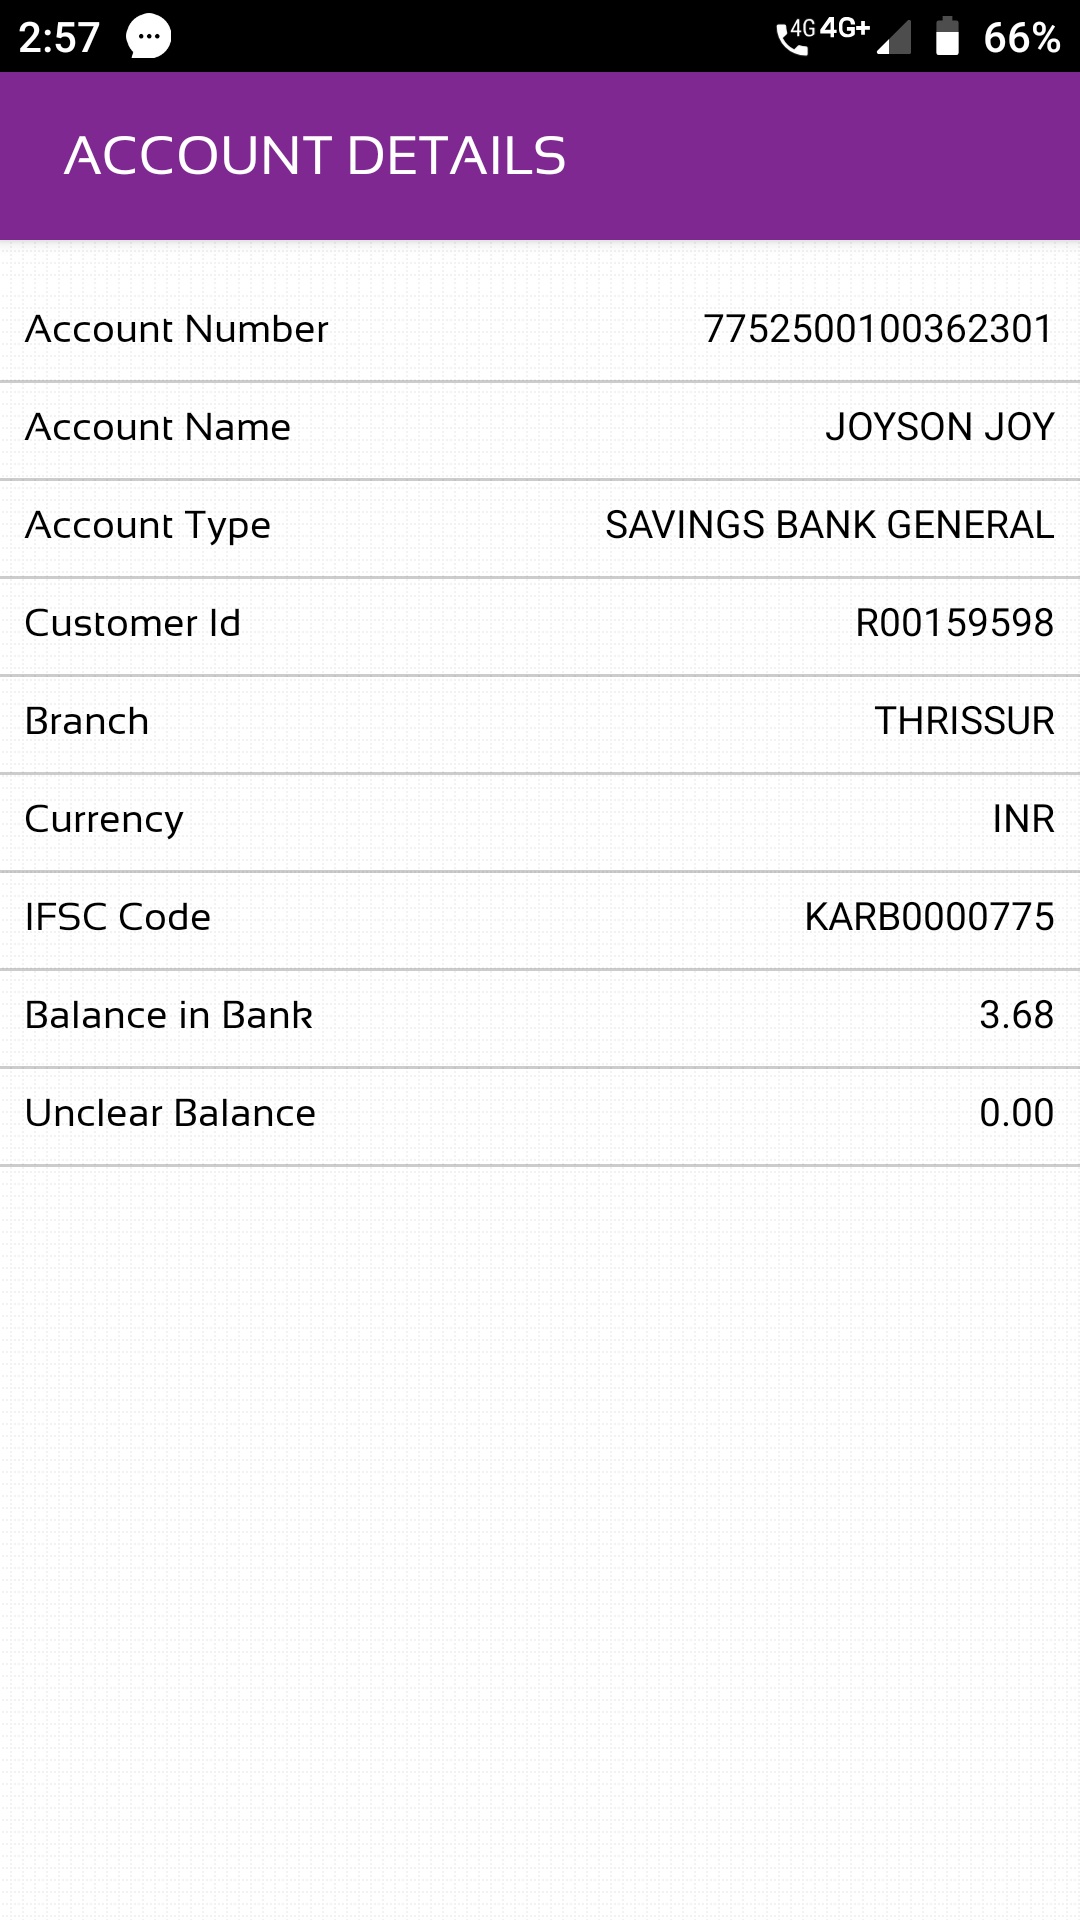 2:57 4G 4G+ 66%
ACCOUNT DETAILS
Account Number 7752500100362301
Account Name JOYSON JOY
Account Type SAVINGS BANK GENERAL
Customer Id R00159598
Branch THRISSUR
Currency INR
IFSC Code KARB0000775
Balance in Bank 3.68
Unclear Balance 0.00